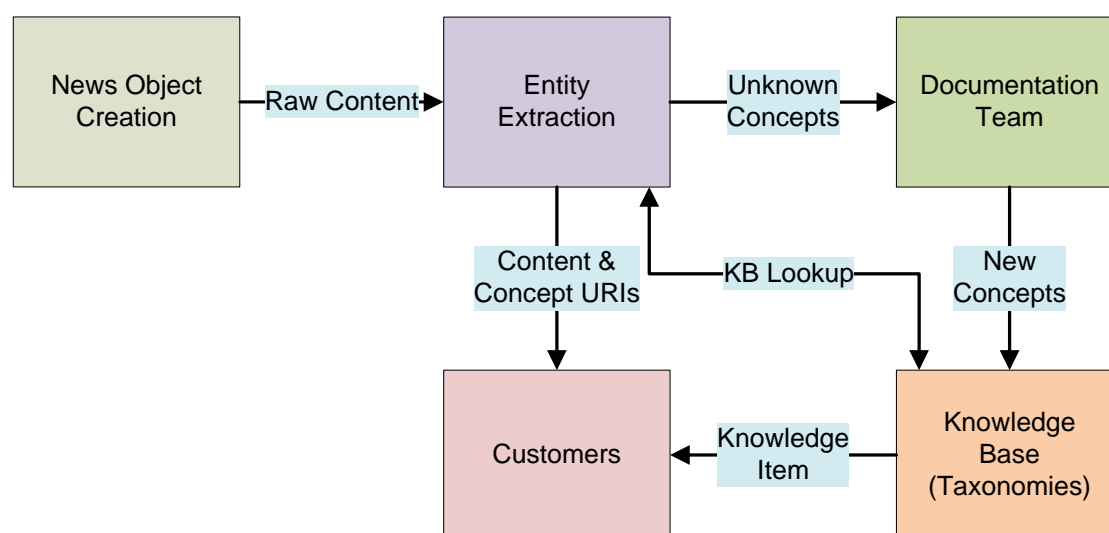 News Object
Creation
Raw Content
Entity
Extraction
Unknown
Concepts
Documentation
Team
Content &
Concept URIs
KB Lookup
New
Concepts
Customers
Knowledge
Item
Knowledge
Base
(Taxonomies)